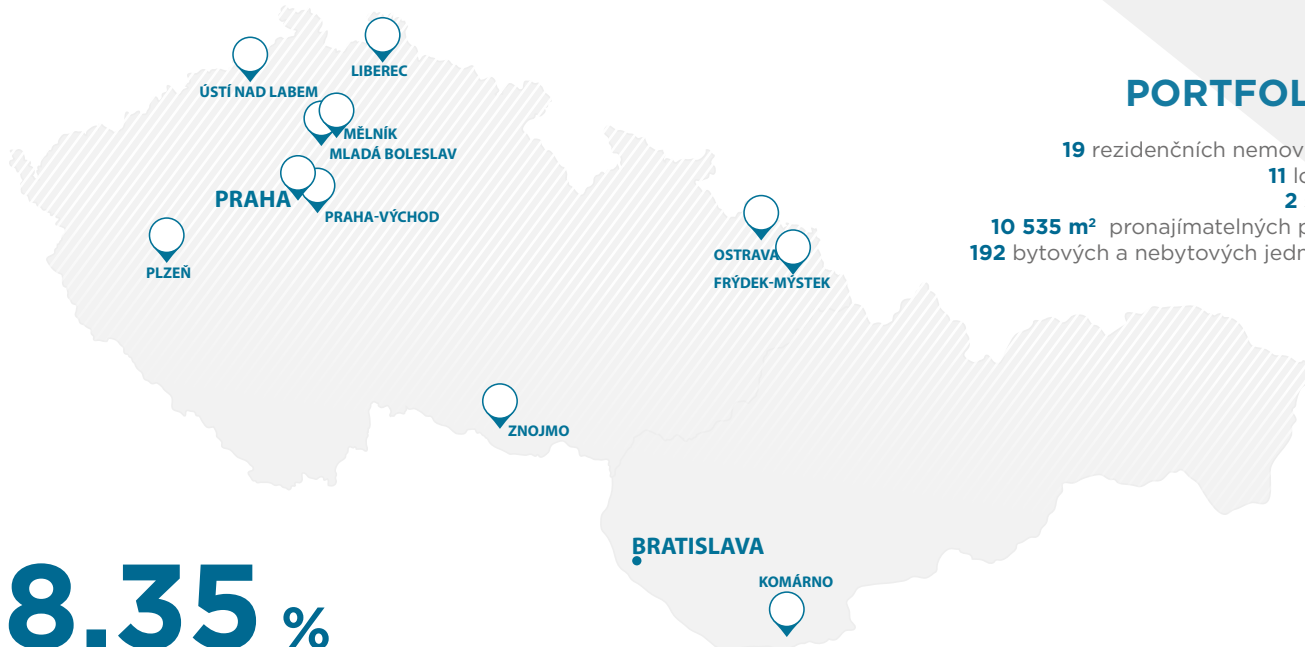 LIBEREC
ÚSTÍ NAD LABEM
MĚLNÍK
MLADÁ BOLESLAV
PRAHA
PRAHA-VÝCHOD
PLZEŇ
PORTFOL
19 rezidenčních nemov
11 lo
2
10 535 m² pronajímatelných p
192 bytových a nebytových jedn
OSTRAVA
FRÝDEK-MÝSTEK
ZNOJMO
BRATISLAVA
KOMÁRNO
8.35 %